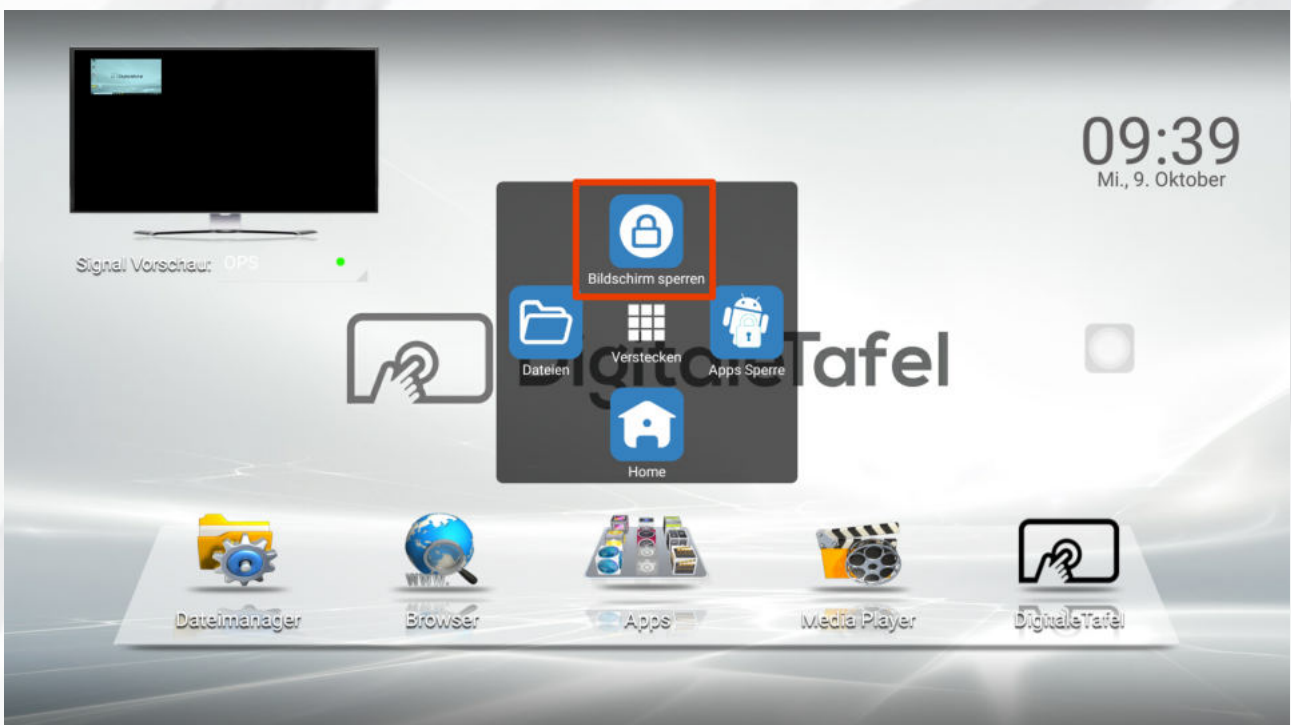 09:39
Mi., 9. Oktober
Signal Vorschau: OPS
Bildschirm sperren
Dateien
Verstecken
Apps Sperre
Home
DigitaleTafel
WWW.
Dateimanager
Browser
Apps
Media Player
DigitaleTafel